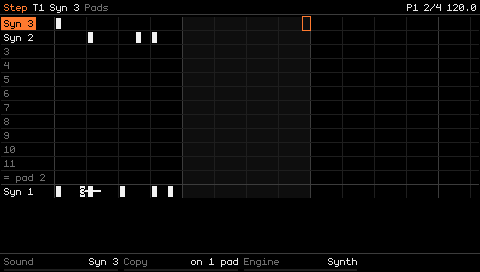 Step T1 Syn 3 Pads P1 2/4 120.0
Syn 3
Syn 2
3
4
5
6
7
8
9
10
11
= pad 2
Syn 1
Sound Syn 3 Copy on 1 pad Engine Synth